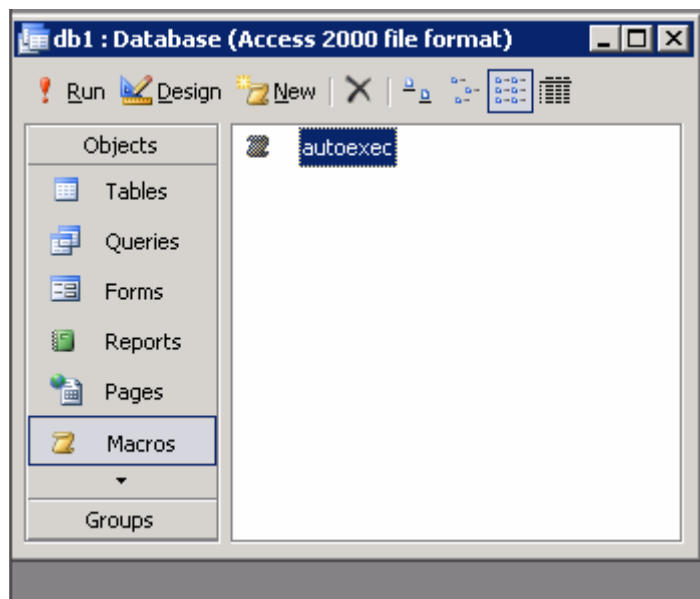 db1 : Database (Access 2000 file format)
Run Design New
Objects
Tables
Queries
Forms
Reports
Pages
Macros
Groups
autoexec